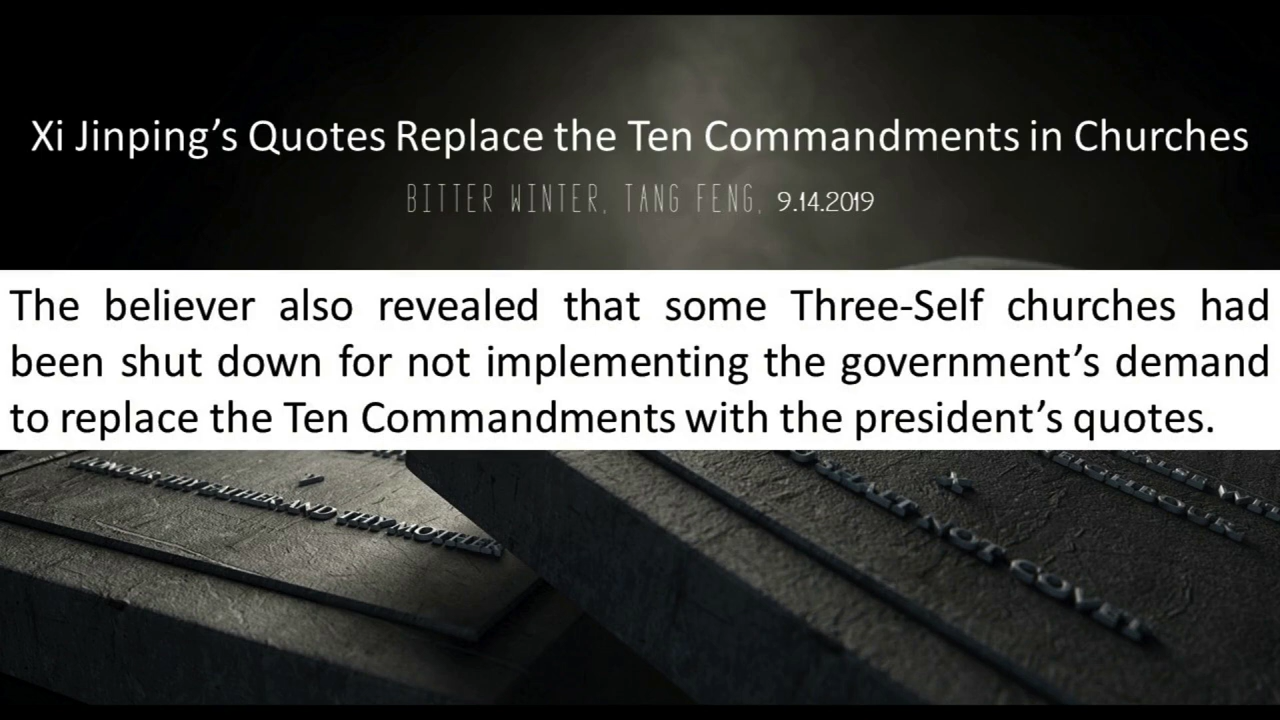 Xi Jinping’s Quotes Replace the Ten Commandments in Churches
BITTER WINTER, TANG FENG, 9.14.2019
The believer also revealed that some Three-Self churches had
been shut down for not implementing the government’s demand
to replace the Ten Commandments with the president’s quotes.
HONOUR THY FATHER AND THY MOTHER
V
X
SHALT NOT COVET
NEIGHBOUR